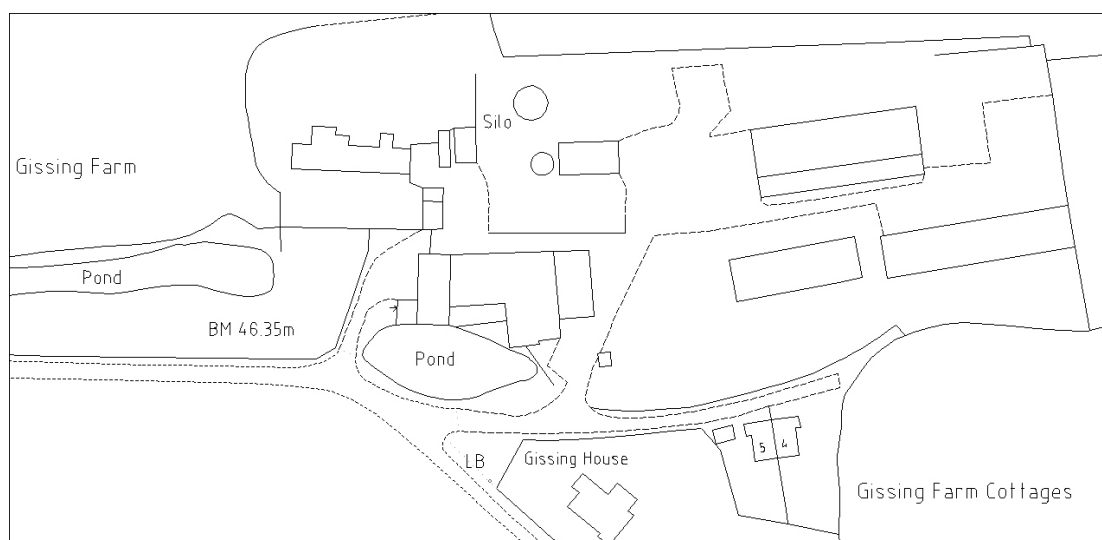 Silo
Gissing Farm
Pond
BM 46.35m
Pond
5 4
LB
Gissing House
Gissing Farm Cottages